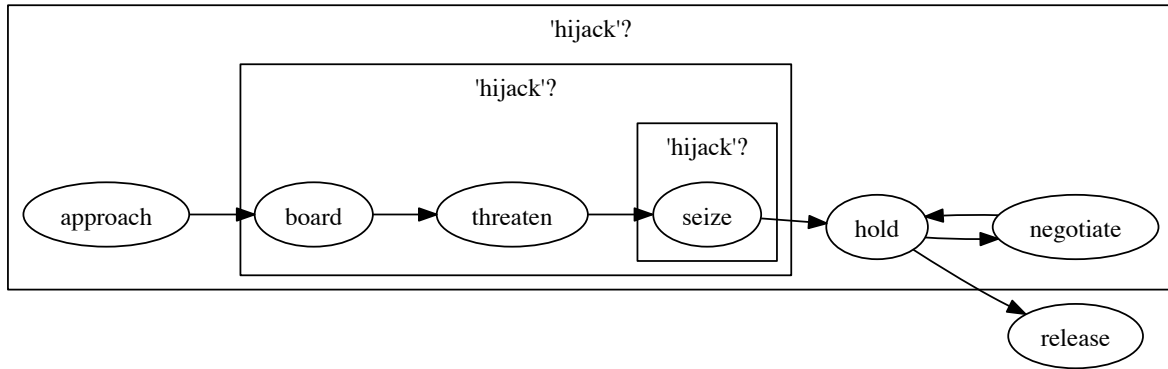 'hijack'?
'hijack'?
'hijack'?
approach
board
threaten
seize
hold
negotiate
release